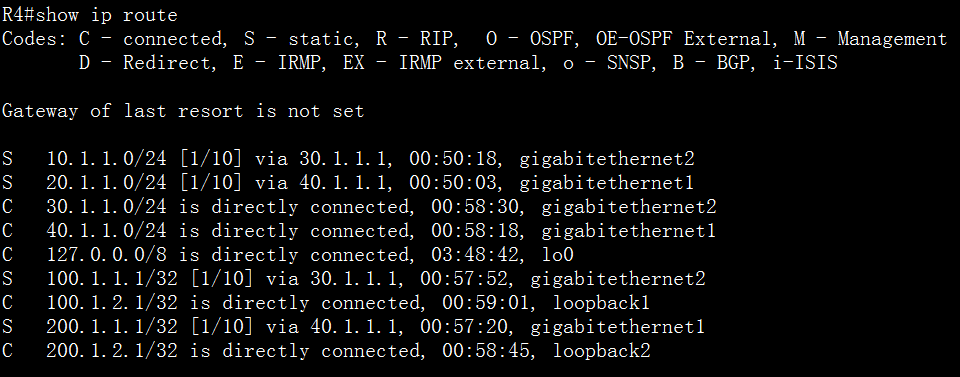 R4#show ip route
Codes: C - connected, S - static, R - RIP,  O - OSPF, OE-OSPF External, M - Management
       D - Redirect, E - IRMP, EX - IRMP external, o - SNSP, B - BGP, i-ISIS
Gateway of last resort is not set
S   10.1.1.0/24 [1/10] via 30.1.1.1, 00:50:18, gigabitethernet2
S   20.1.1.0/24 [1/10] via 40.1.1.1, 00:50:03, gigabitethernet1
C   30.1.1.0/24 is directly connected, 00:58:30, gigabitethernet2
C   40.1.1.0/24 is directly connected, 00:58:18, gigabitethernet1
C   127.0.0.0/8 is directly connected, 03:48:42, lo0
S   100.1.1.1/32 [1/10] via 30.1.1.1, 00:57:52, gigabitethernet2
C   100.1.2.1/32 is directly connected, 00:59:01, loopback1
S   200.1.1.1/32 [1/10] via 40.1.1.1, 00:57:20, gigabitethernet1
C   200.1.2.1/32 is directly connected, 00:58:45, loopback2